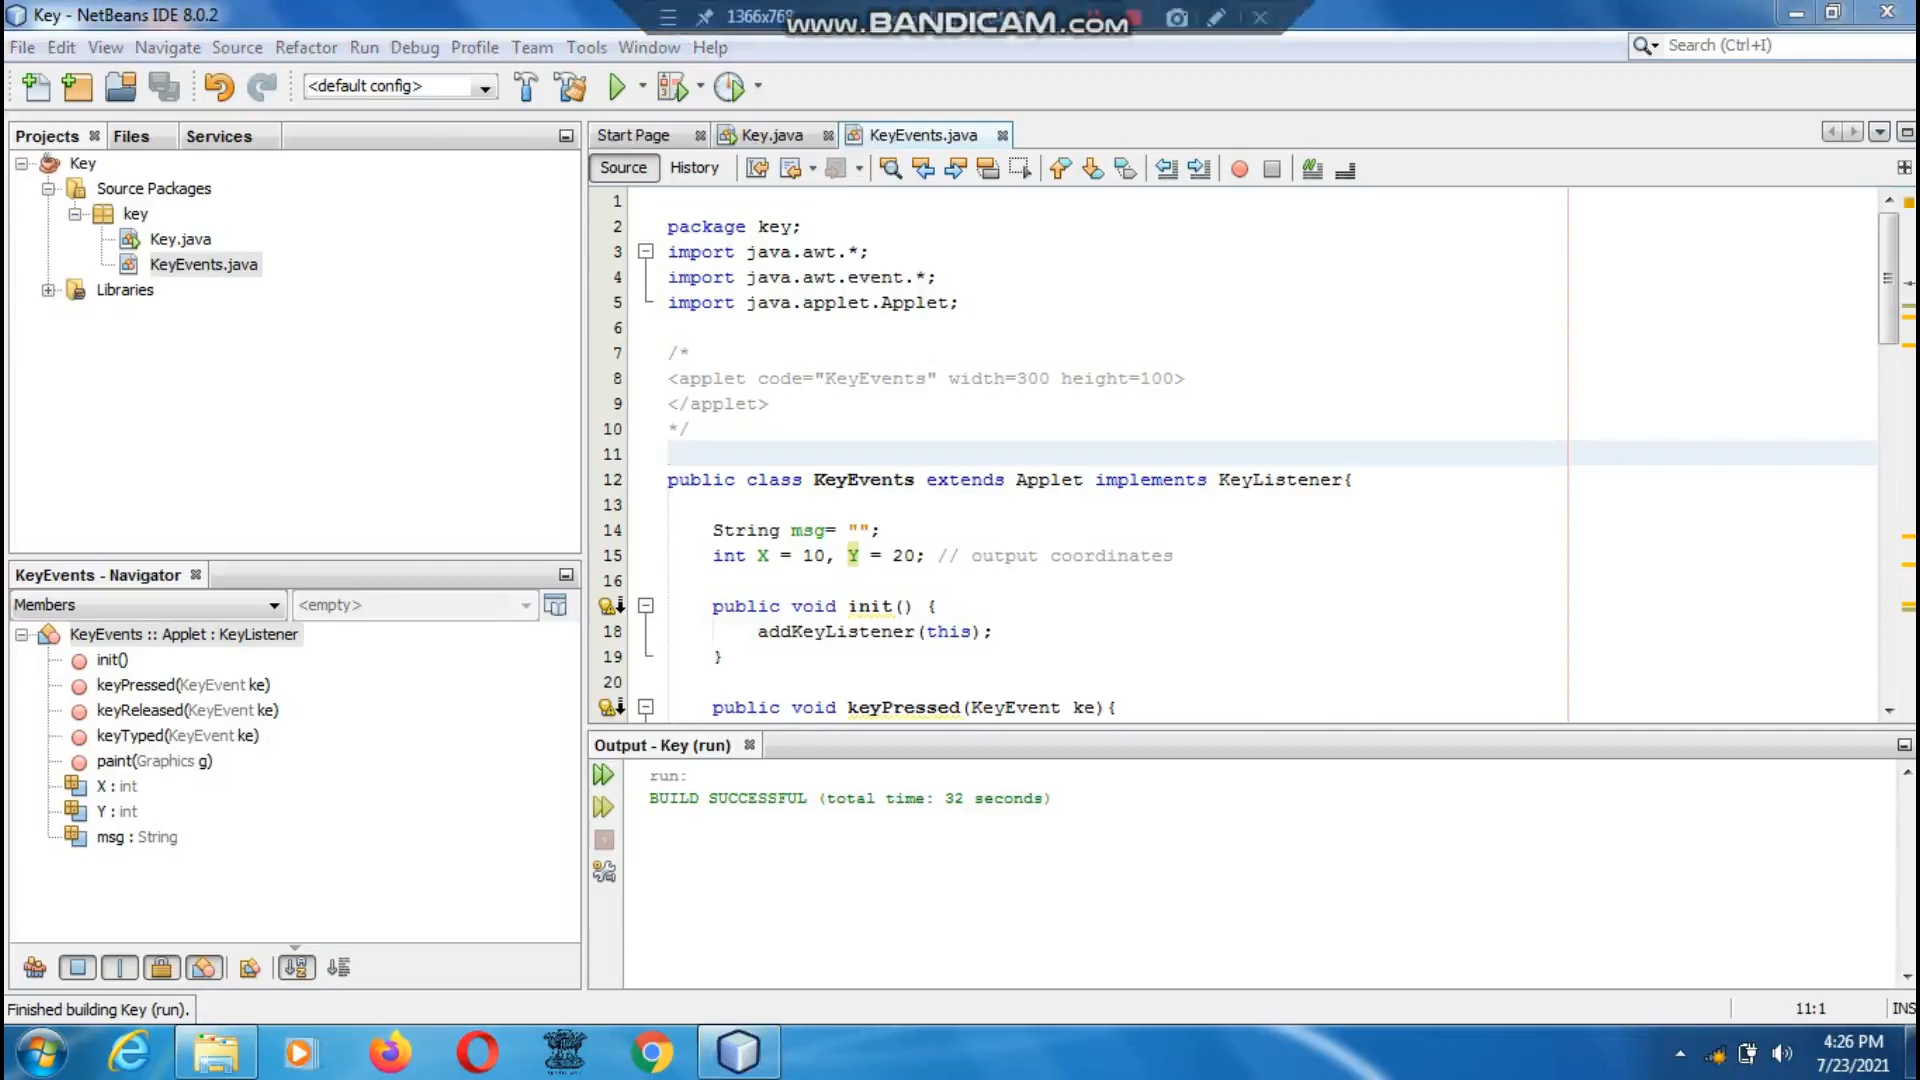 Key - NetBeans IDE 8.0.2
1366x768
www.BANDICAM.com
File Edit View Navigate Source Refactor Run Debug Profile Team Tools Window Help
Search (Ctrl+I)
<default config>
Projects Files Services
Key
Source Packages
key
Key.java
KeyEvents.java
Libraries
Start Page Key.java KeyEvents.java
Source History
1
2 package key;
3 import java.awt.*;
4 import java.awt.event.*;
5 import java.applet.Applet;
6
7 /*
8 <applet code="KeyEvents" width=300 height=100>
9 </applet>
10 */
11
12 public class KeyEvents extends Applet implements KeyListener{
13
14 String msg= "";
15 int X = 10, Y = 20; // output coordinates
16
public void init() {
18 addKeyListener(this);
19 }
20
public void keyPressed(KeyEvent ke){
KeyEvents - Navigator
Members <empty>
KeyEvents :: Applet : KeyListener
init()
keyPressed(KeyEvent ke)
keyReleased(KeyEvent ke)
keyTyped(KeyEvent ke)
paint(Graphics g)
X : int
Y : int
msg : String
Output - Key (run)
run:
BUILD SUCCESSFUL (total time: 32 seconds)
Finished building Key (run).
11:1 INS
4:26 PM
7/23/2021